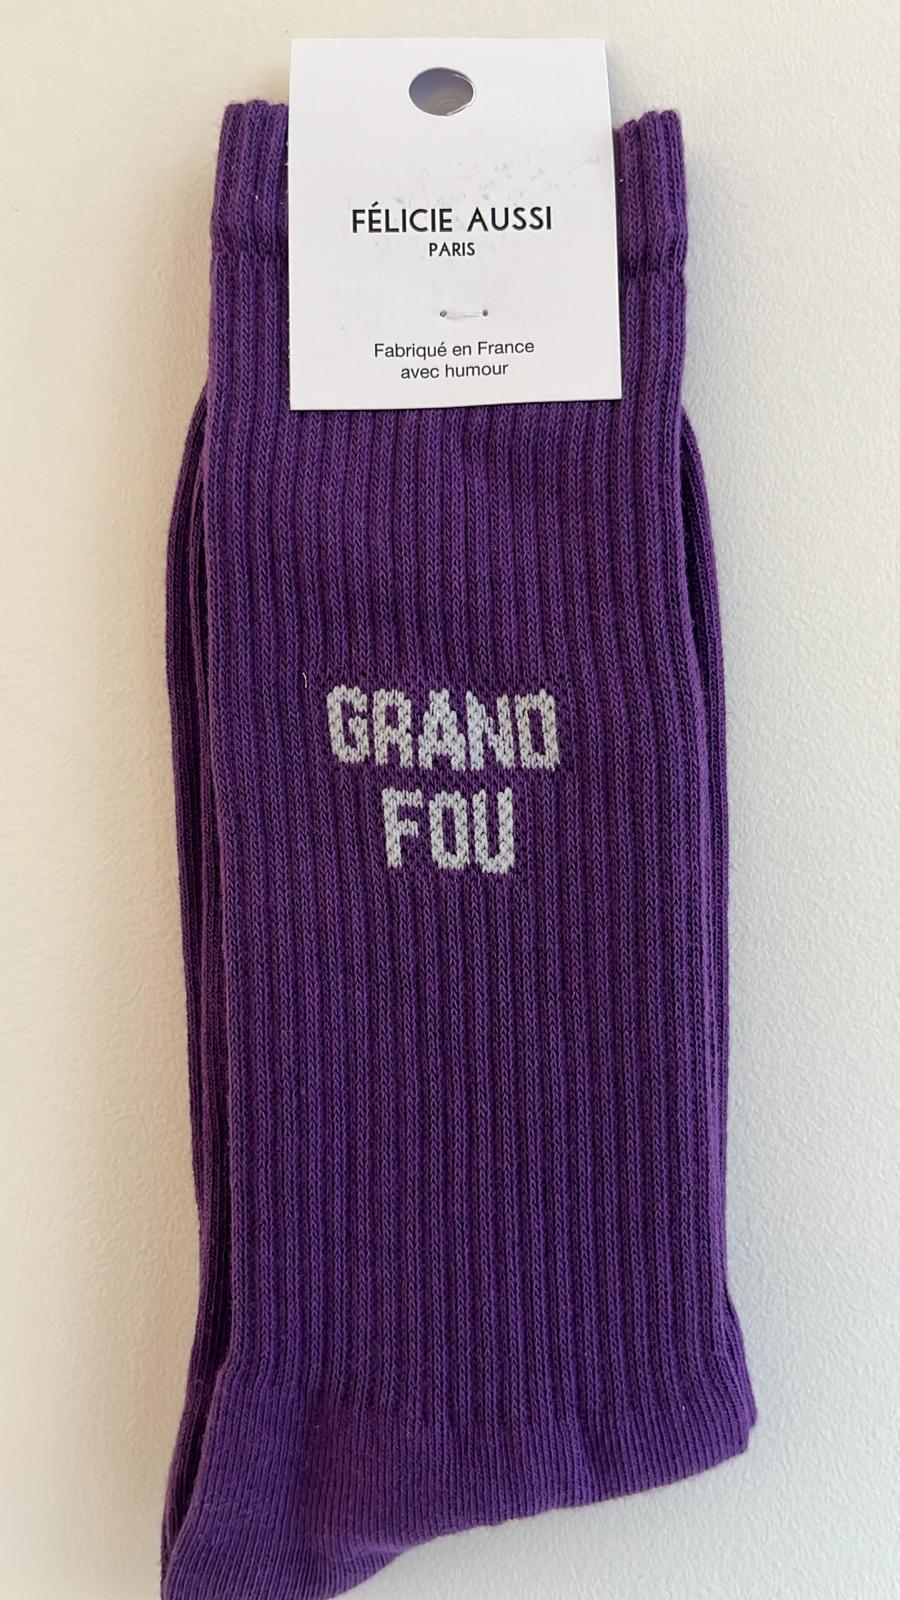 FÉLICIE AUSSI
PARIS
Fabriqué en France
avec humour
GRAND
FOU